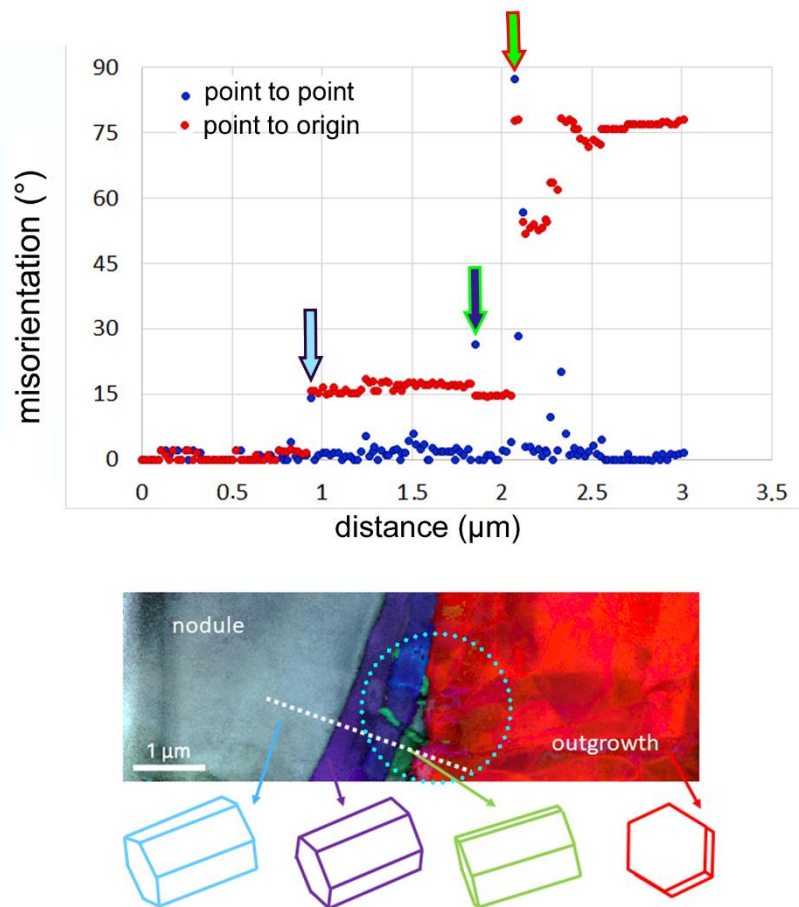 90
point to point
75
point to origin
60
45
30
15
0
misorientation (°)
0 0.5 1 1.5 2 2.5 3 3.5
distance (µm)
nodule
outgrowth
1 µm